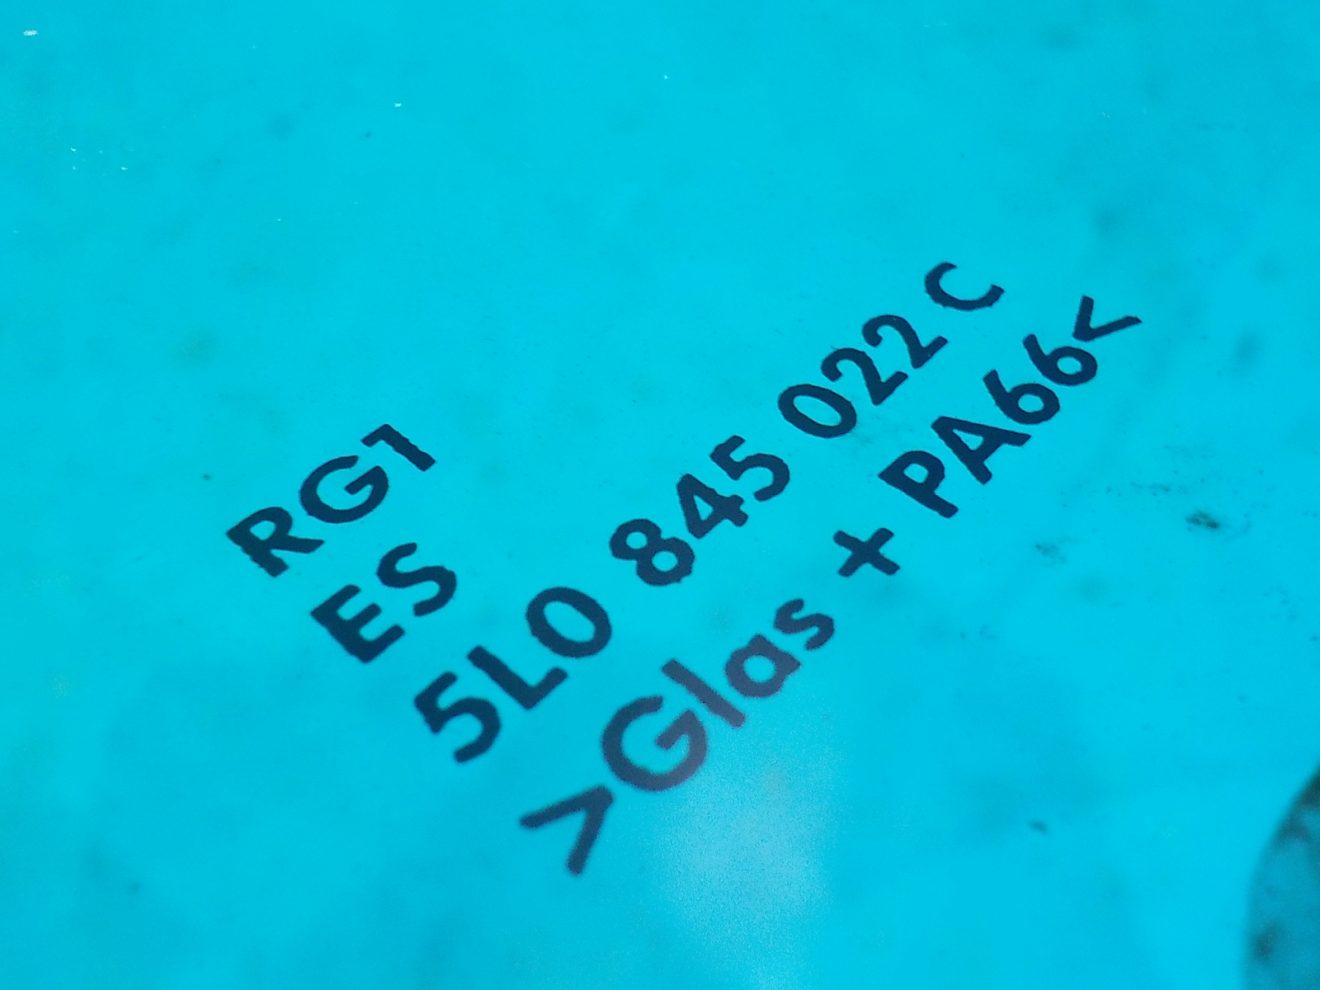 RG1
ES
5L0 845 022 C
>Glas + PA66<